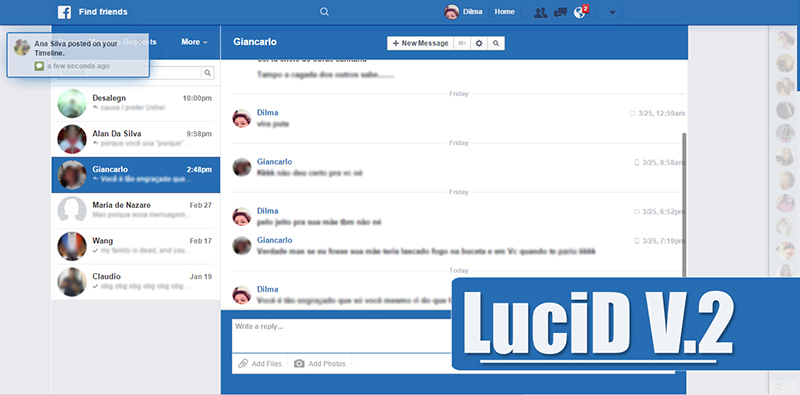 Find friends
Dilma
Home
2
Ana Silva posted on your
Timeline.
a few seconds ago
Requests
More
Giancarlo
+ New Message
Search
Desalegn 10:00pm
cause I prefer Usher.
Alan Da Silva 9:58pm
porque você usa "porque"
Giancarlo 2:48pm
Você é tão engraçado que ...
Maria de Nazare Feb 27
Mao porque essa mensagem
Wang Feb 17
my family is dead, and you...
Claudio Jan 19
obg obg obg obg obg obg
Tampo a cagada dos outros sabe.......
Friday
Dilma 3/25, 12:59am
vira puta
Friday
Giancarlo 3/25, 8:58am
Kkkk não deu certo pra vc né
Friday
Dilma 3/25, 6:52pm
pelo jeito pra sua mãe tbm não né
Giancarlo 3/25, 7:19pm
Verdade mas se eu fosse sua mãe teria lascado fogo na buceta e em Vc quando te pariu kkkk
Today
Dilma
Você é tão engraçado que só você mesmo ri do que
Write a reply...
Add Files
Add Photos
LuciD V.2